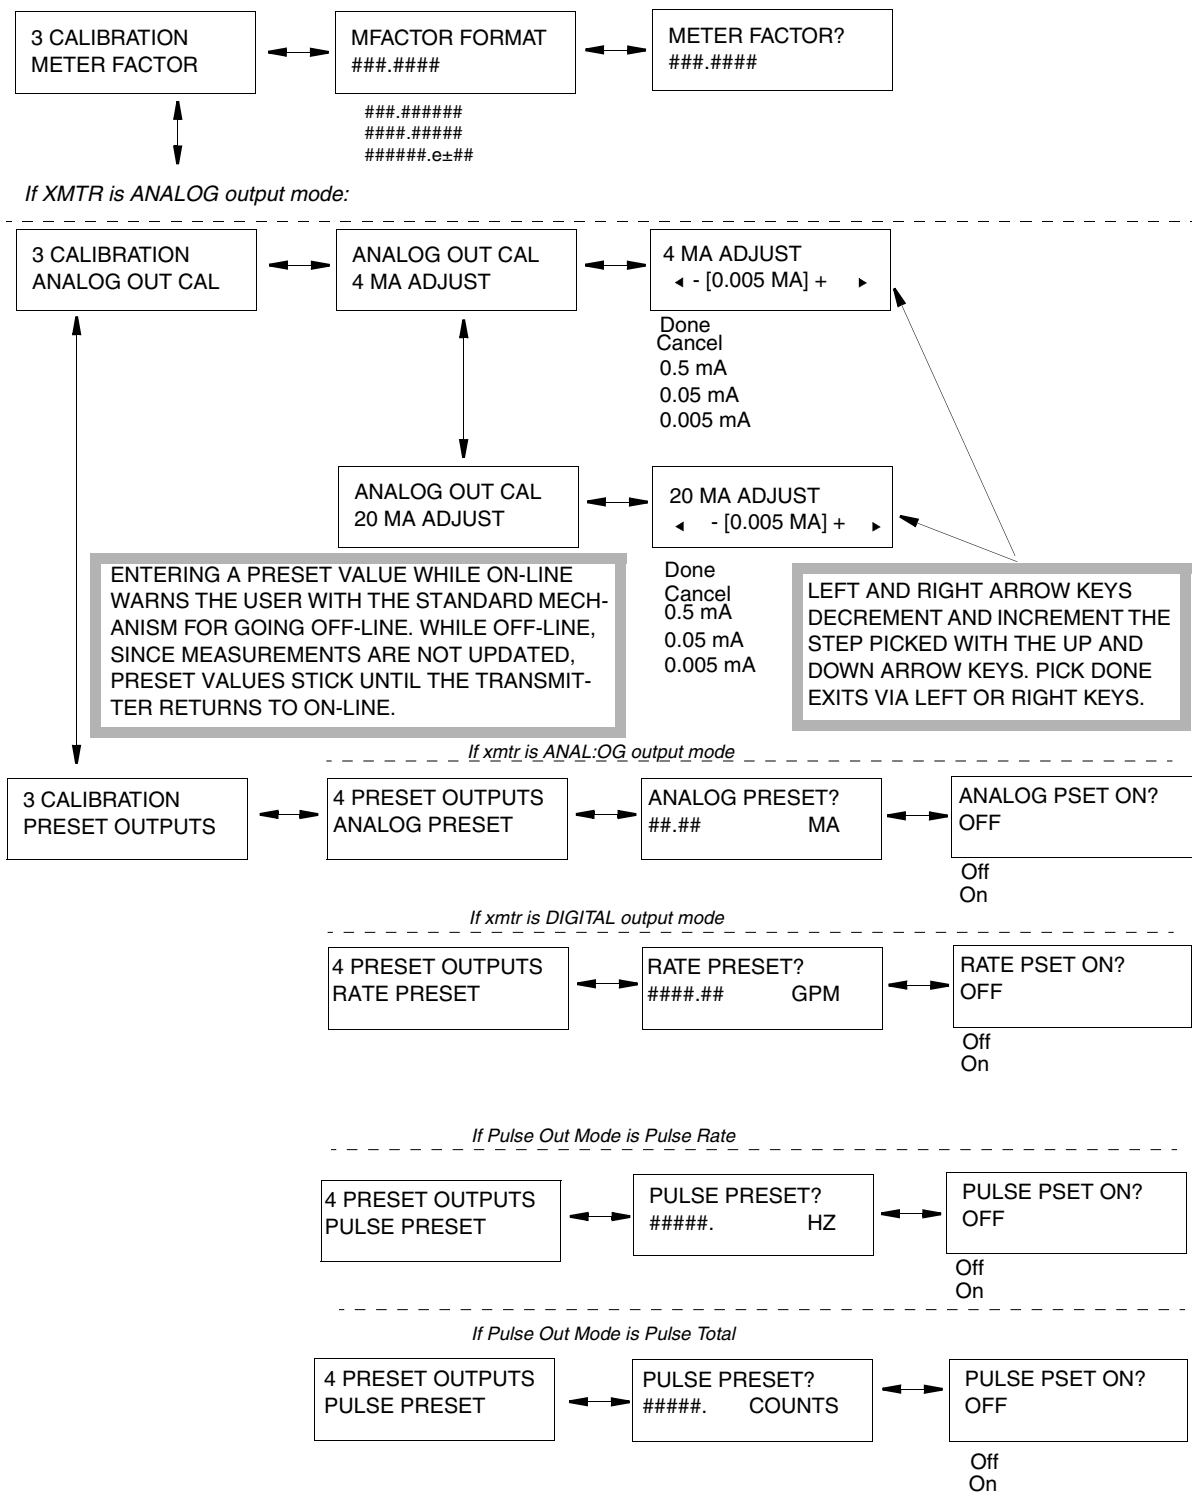 3 CALIBRATION
METER FACTOR
MFACTOR FORMAT
###.####
METER FACTOR?
###.####
###.######
####.#####
######.e±##
If XMTR is ANALOG output mode:
3 CALIBRATION
ANALOG OUT CAL
ANALOG OUT CAL
4 MA ADJUST
4 MA ADJUST
◄ - [0.005 MA] + ►
Done
Cancel
0.5 mA
0.05 mA
0.005 mA
ANALOG OUT CAL
20 MA ADJUST
20 MA ADJUST
◄ - [0.005 MA] + ►
Done
Cancel
0.5 mA
0.05 mA
0.005 mA
ENTERING A PRESET VALUE WHILE ON-LINE
WARNS THE USER WITH THE STANDARD MECH-
ANISM FOR GOING OFF-LINE. WHILE OFF-LINE,
SINCE MEASUREMENTS ARE NOT UPDATED,
PRESET VALUES STICK UNTIL THE TRANSMIT-
TER RETURNS TO ON-LINE.
LEFT AND RIGHT ARROW KEYS
DECREMENT AND INCREMENT THE
STEP PICKED WITH THE UP AND
DOWN ARROW KEYS. PICK DONE
EXITS VIA LEFT OR RIGHT KEYS.
If xmtr is ANAL:OG output mode
3 CALIBRATION
PRESET OUTPUTS
4 PRESET OUTPUTS
ANALOG PRESET
ANALOG PRESET?
##.## MA
ANALOG PSET ON?
OFF
Off
On
If xmtr is DIGITAL output mode
4 PRESET OUTPUTS
RATE PRESET
RATE PRESET?
####.## GPM
RATE PSET ON?
OFF
Off
On
If Pulse Out Mode is Pulse Rate
4 PRESET OUTPUTS
PULSE PRESET
PULSE PRESET?
#####. HZ
PULSE PSET ON?
OFF
Off
On
If Pulse Out Mode is Pulse Total
4 PRESET OUTPUTS
PULSE PRESET
PULSE PRESET?
#####. COUNTS
PULSE PSET ON?
OFF
Off
On